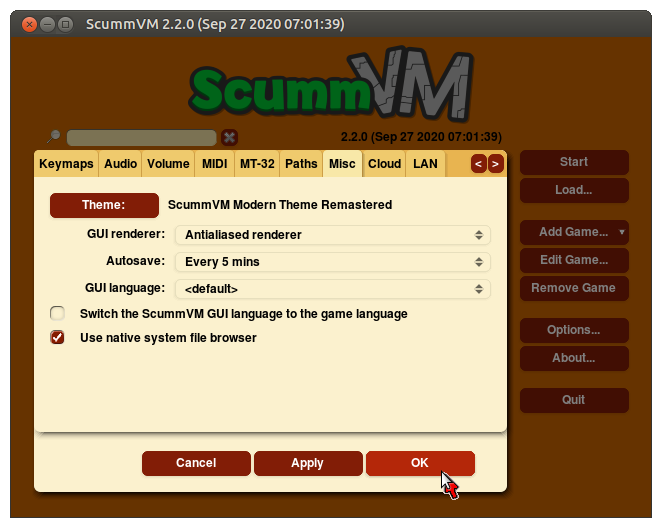 ScummVM 2.2.0 (Sep 27 2020 07:01:39)
ScummVM
2.2.0 (Sep 27 2020 07:01:39)
Keymaps Audio Volume MIDI MT-32 Paths Misc Cloud LAN < >
Theme: ScummVM Modern Theme Remastered
GUI renderer: Antialiased renderer
Autosave: Every 5 mins
GUI language: <default>
Switch the ScummVM GUI language to the game language
Use native system file browser
Cancel Apply OK
Start
Load...
Add Game...
Edit Game...
Remove Game
Options...
About...
Quit